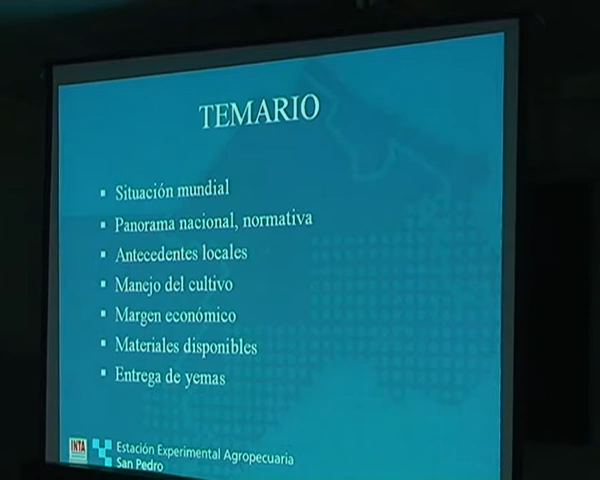 TEMARIO
Situación mundial
Panorama nacional, normativa
Antecedentes locales
Manejo del cultivo
Margen económico
Materiales disponibles
Entrega de yemas
INTA
Estación Experimental Agropecuaria
San Pedro